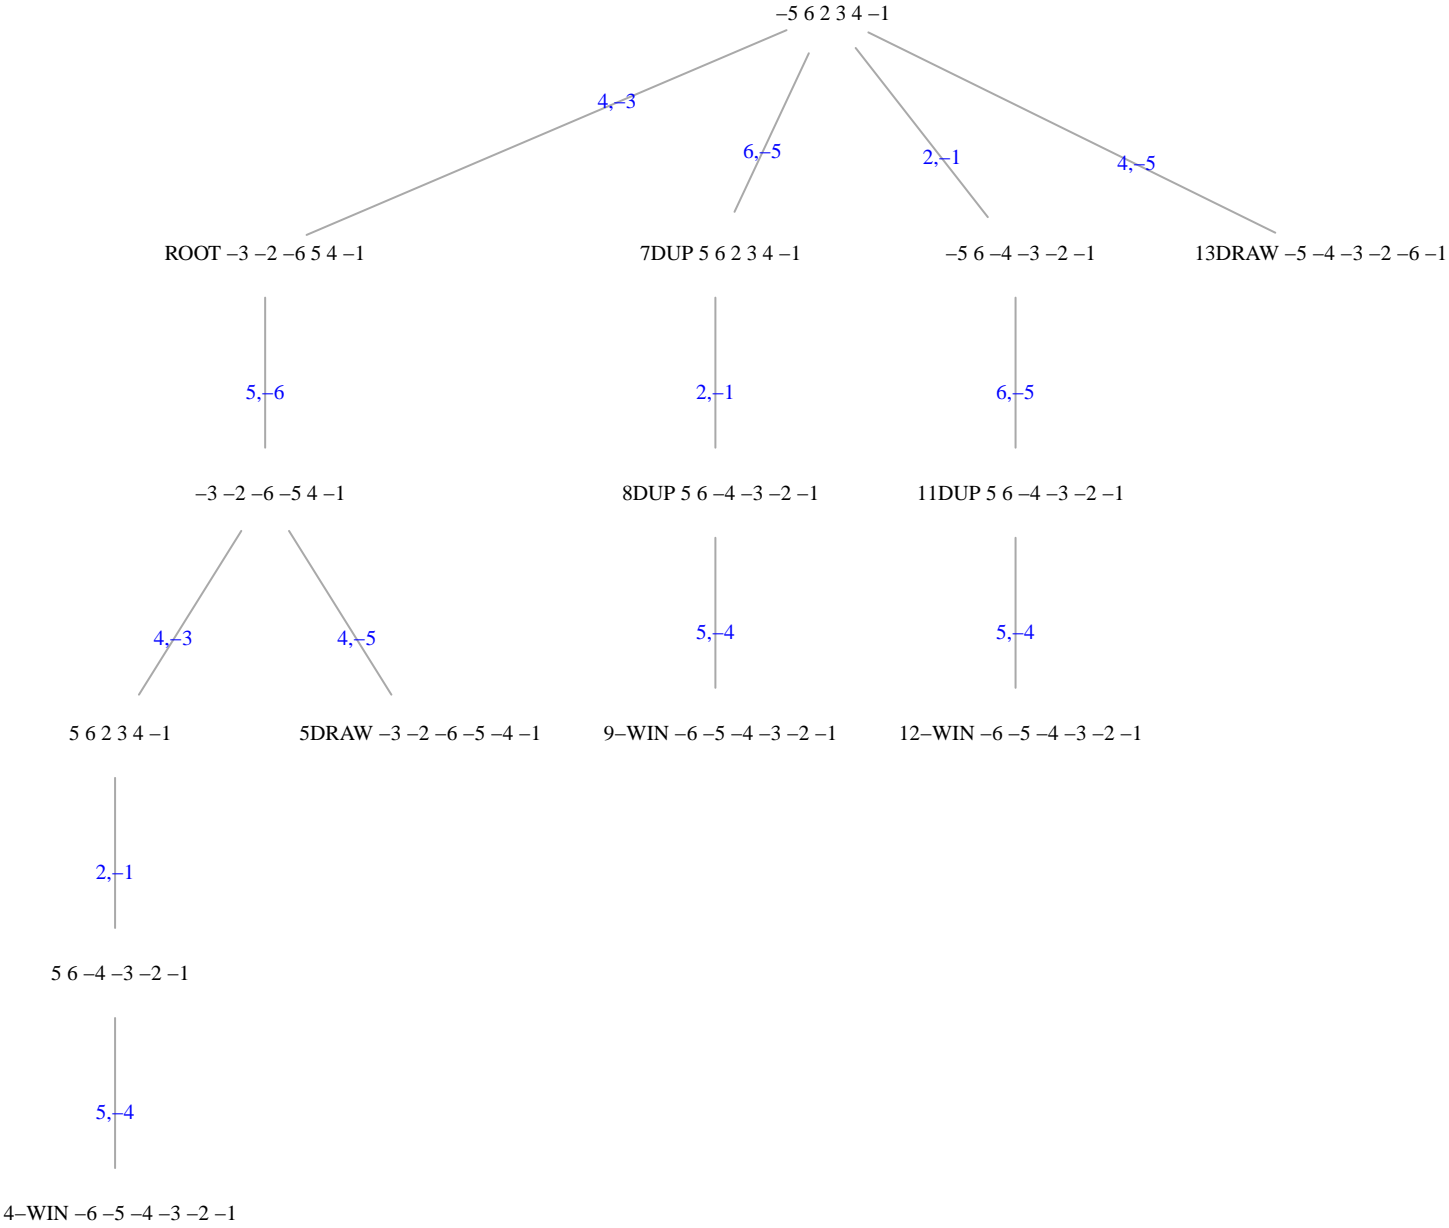 –5 6 2 3 4 –1
4,–3
6,–5
2,–1
4,–5
ROOT –3 –2 –6 5 4 –1
7DUP 5 6 2 3 4 –1
–5 6 –4 –3 –2 –1
13DRAW –5 –4 –3 –2 –6 –1
5,–6
2,–1
6,–5
–3 –2 –6 –5 4 –1
8DUP 5 6 –4 –3 –2 –1
11DUP 5 6 –4 –3 –2 –1
4,–3
4,–5
5,–4
5,–4
5 6 2 3 4 –1
5DRAW –3 –2 –6 –5 –4 –1
9–WIN –6 –5 –4 –3 –2 –1
12–WIN –6 –5 –4 –3 –2 –1
2,–1
5 6 –4 –3 –2 –1
5,–4
4–WIN –6 –5 –4 –3 –2 –1